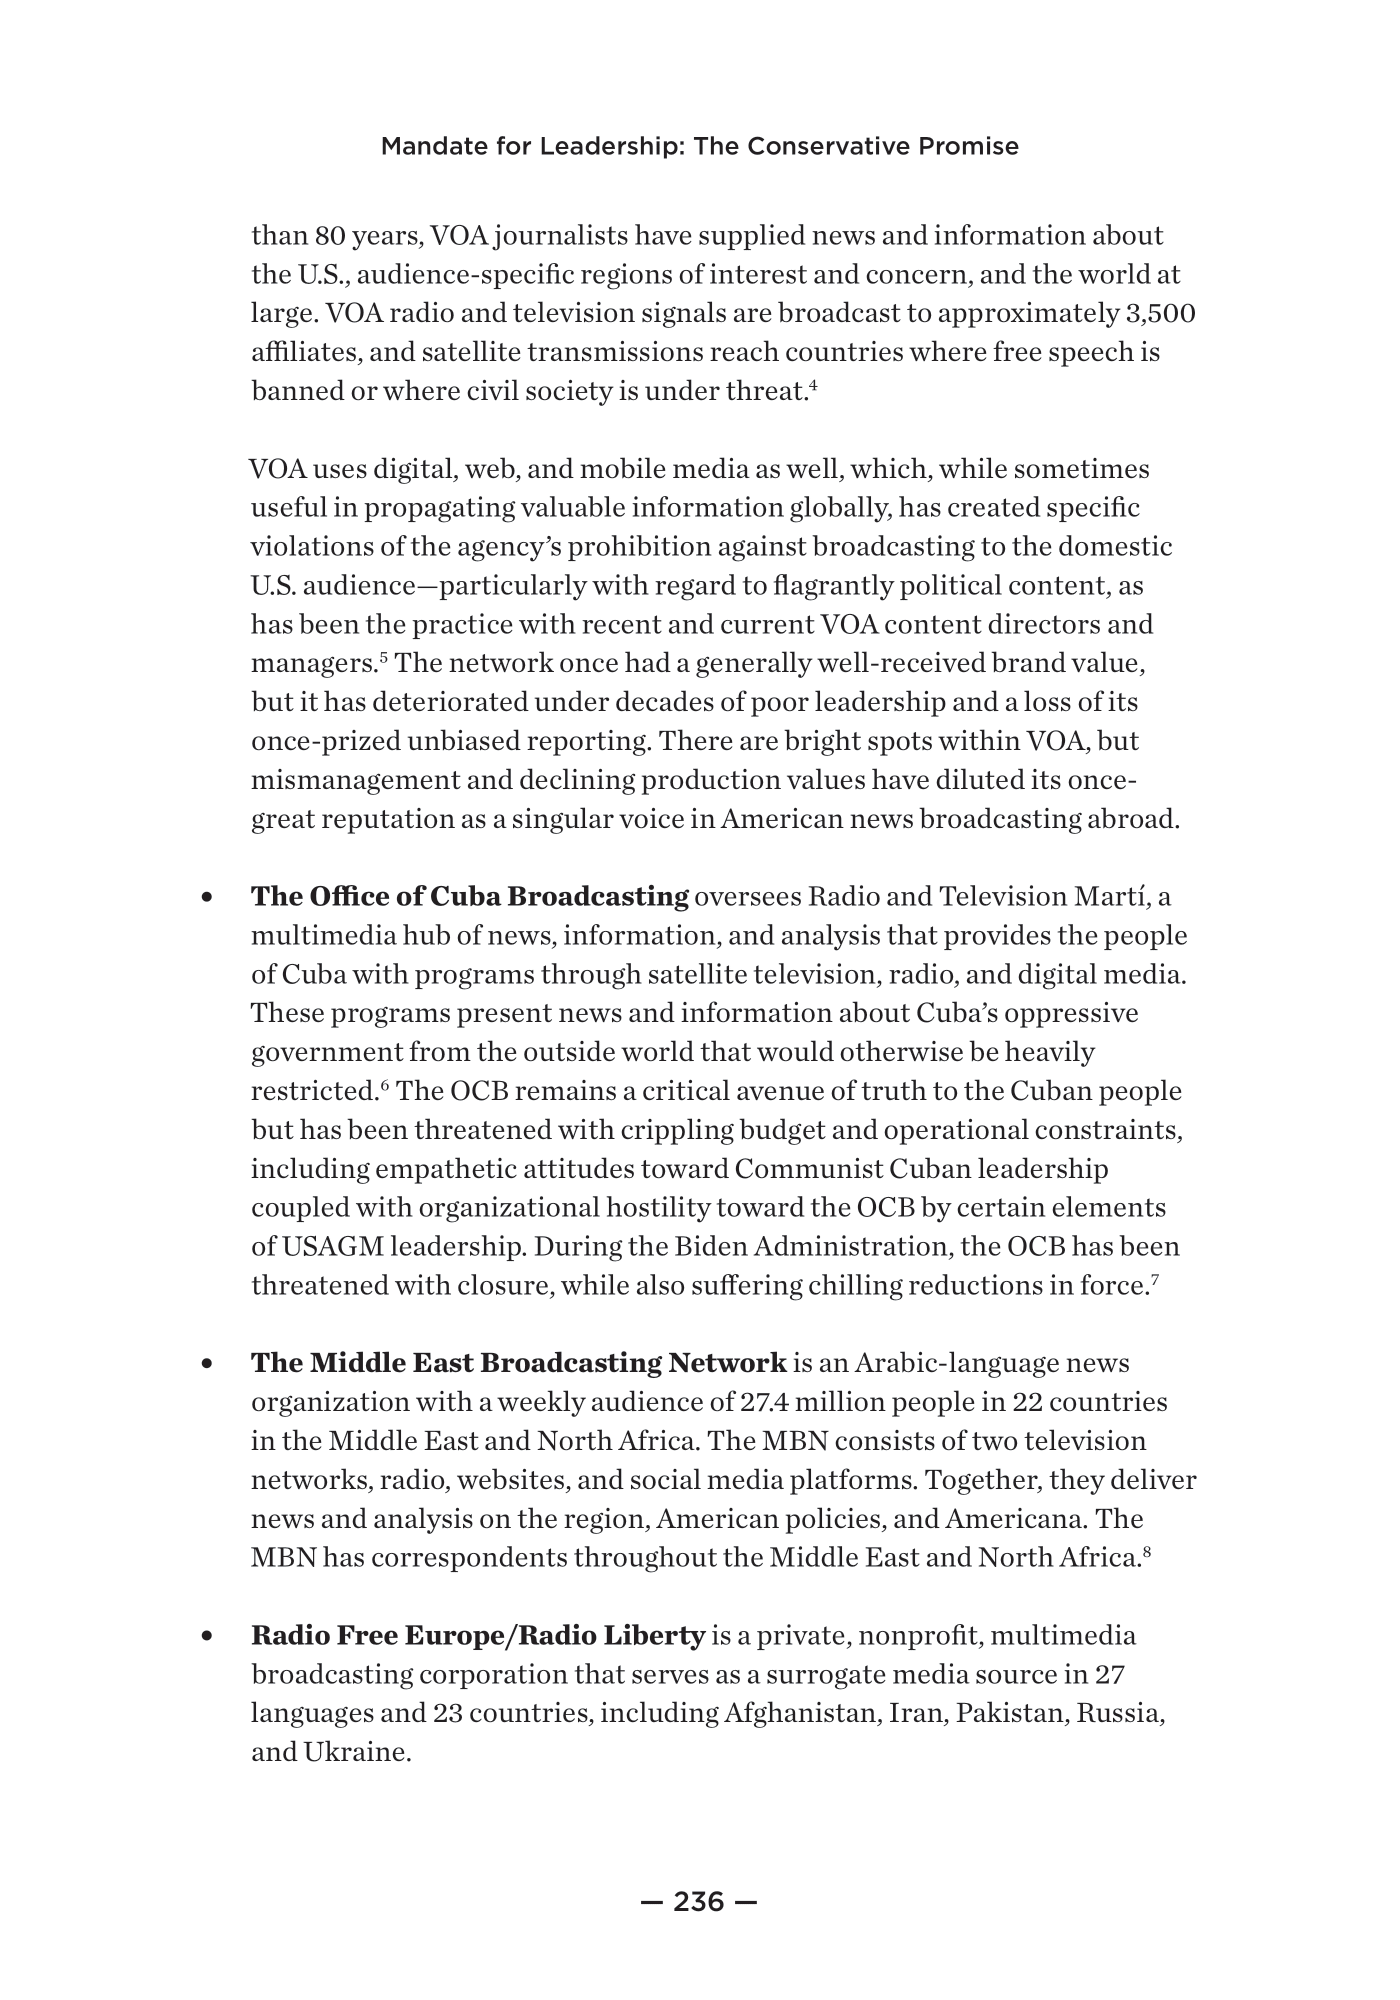 Mandate for Leadership: The Conservative Promise
than 80 years, VOA journalists have supplied news and information about
the U.S., audience-specific regions of interest and concern, and the world at
large. VOA radio and television signals are broadcast to approximately 3,500
affiliates, and satellite transmissions reach countries where free speech is
banned or where civil society is under threat.⁴
VOA uses digital, web, and mobile media as well, which, while sometimes
useful in propagating valuable information globally, has created specific
violations of the agency’s prohibition against broadcasting to the domestic
U.S. audience—particularly with regard to flagrantly political content, as
has been the practice with recent and current VOA content directors and
managers.⁵ The network once had a generally well-received brand value,
but it has deteriorated under decades of poor leadership and a loss of its
once-prized unbiased reporting. There are bright spots within VOA, but
mismanagement and declining production values have diluted its once-
great reputation as a singular voice in American news broadcasting abroad.
• The Office of Cuba Broadcasting oversees Radio and Television Martí, a
multimedia hub of news, information, and analysis that provides the people
of Cuba with programs through satellite television, radio, and digital media.
These programs present news and information about Cuba’s oppressive
government from the outside world that would otherwise be heavily
restricted.⁶ The OCB remains a critical avenue of truth to the Cuban people
but has been threatened with crippling budget and operational constraints,
including empathetic attitudes toward Communist Cuban leadership
coupled with organizational hostility toward the OCB by certain elements
of USAGM leadership. During the Biden Administration, the OCB has been
threatened with closure, while also suffering chilling reductions in force.⁷
• The Middle East Broadcasting Network is an Arabic-language news
organization with a weekly audience of 27.4 million people in 22 countries
in the Middle East and North Africa. The MBN consists of two television
networks, radio, websites, and social media platforms. Together, they deliver
news and analysis on the region, American policies, and Americana. The
MBN has correspondents throughout the Middle East and North Africa.⁸
• Radio Free Europe/Radio Liberty is a private, nonprofit, multimedia
broadcasting corporation that serves as a surrogate media source in 27
languages and 23 countries, including Afghanistan, Iran, Pakistan, Russia,
and Ukraine.
— 236 —